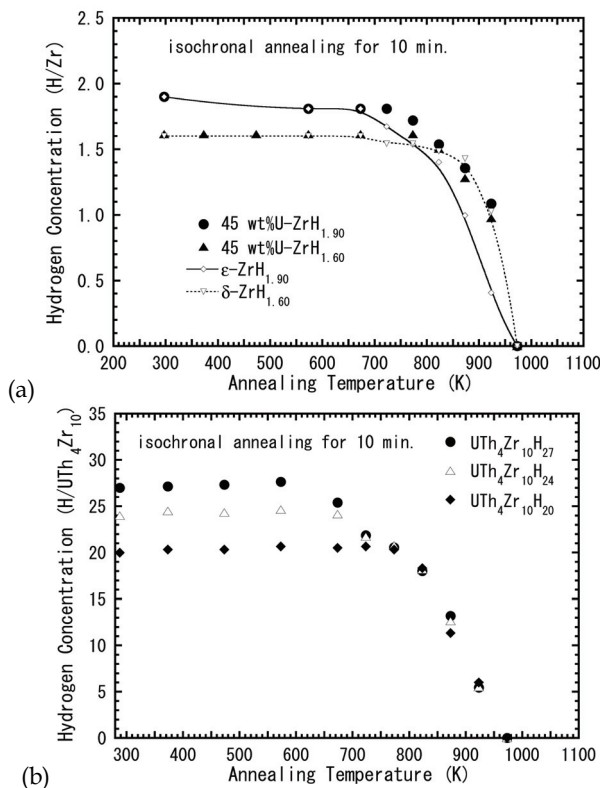 isochronal annealing for 10 min.
2.5
2.0
1.5
1.0
0.5
0.0
Hydrogen Concentration (H/Zr)
45 wt%U-ZrH1.90
45 wt%U-ZrH1.60
ε-ZrH1.90
δ-ZrH1.60
200 300 400 500 600 700 800 900 1000 1100
Annealing Temperature (K)
(a)
isochronal annealing for 10 min.
35
30
25
20
15
10
5
0
Hydrogen Concentration (H/UTh4Zr10)
UTh4Zr10H27
UTh4Zr10H24
UTh4Zr10H20
300 400 500 600 700 800 900 1000 1100
Annealing Temperature (K)
(b)